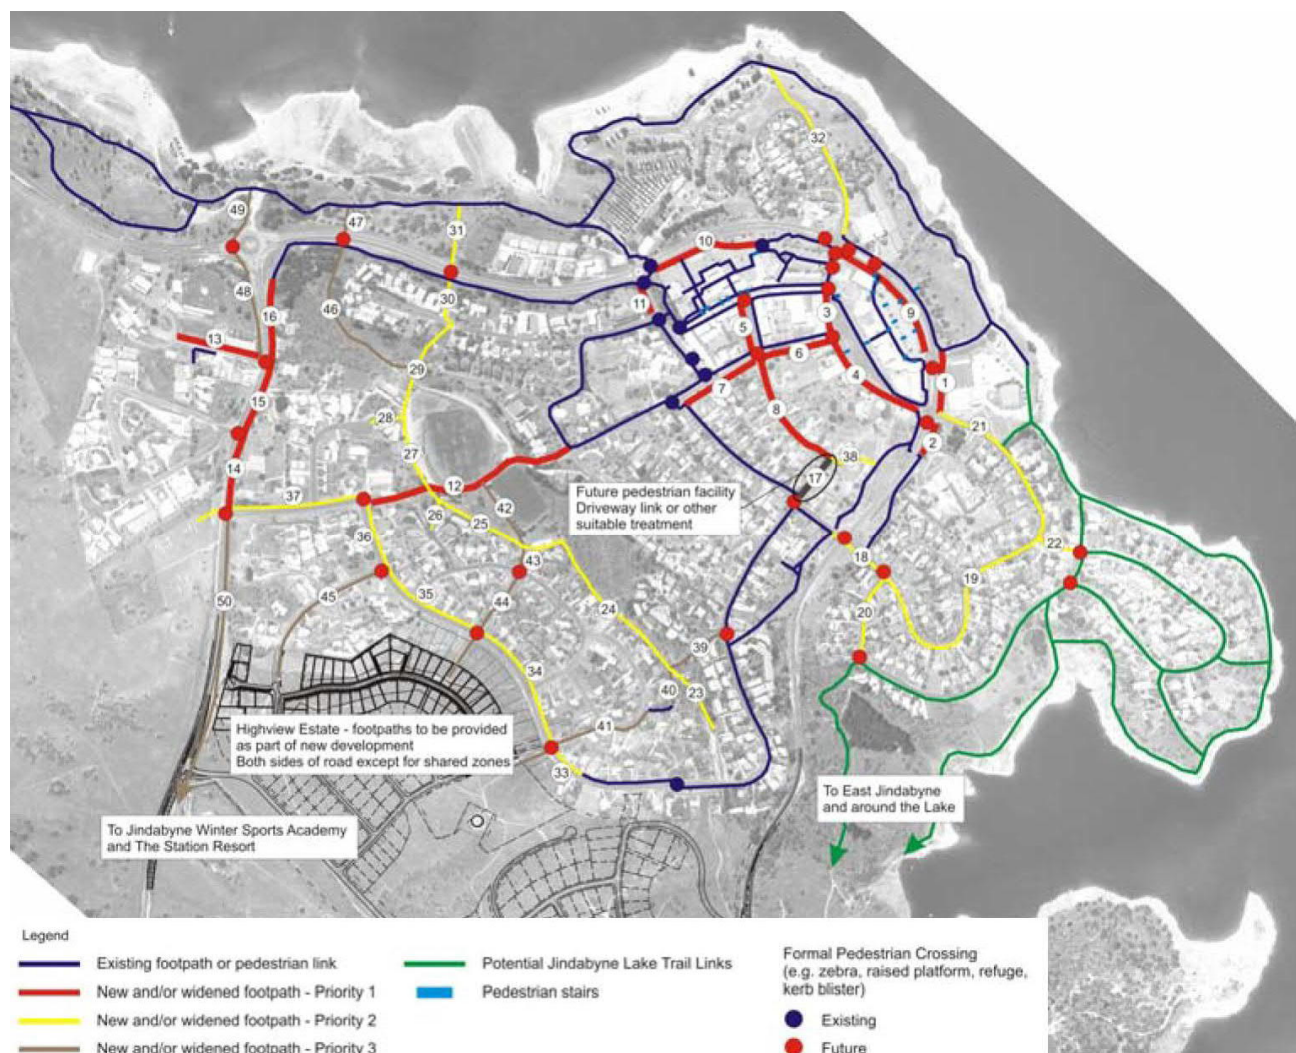 32
49
47
31
10
48
46
30
11
16
9
3
5
13
6
29
4
1
7
15
8
28
21
2
27
38
14
37
12
17
42
Future pedestrian facility
Driveway link or other
suitable treatment
26
25
36
22
18
43
19
45
35
44
50
24
20
39
34
40
23
41
Highview Estate - footpaths to be provided
as part of new development
Both sides of road except for shared zones
33
To East Jindabyne
and around the Lake
To Jindabyne Winter Sports Academy
and The Station Resort
Legend
Existing footpath or pedestrian link
New and/or widened footpath - Priority 1
New and/or widened footpath - Priority 2
New and/or widened footpath - Priority 3
Potential Jindabyne Lake Trail Links
Pedestrian stairs
Formal Pedestrian Crossing
(e.g. zebra, raised platform, refuge,
kerb blister)
Existing
Future